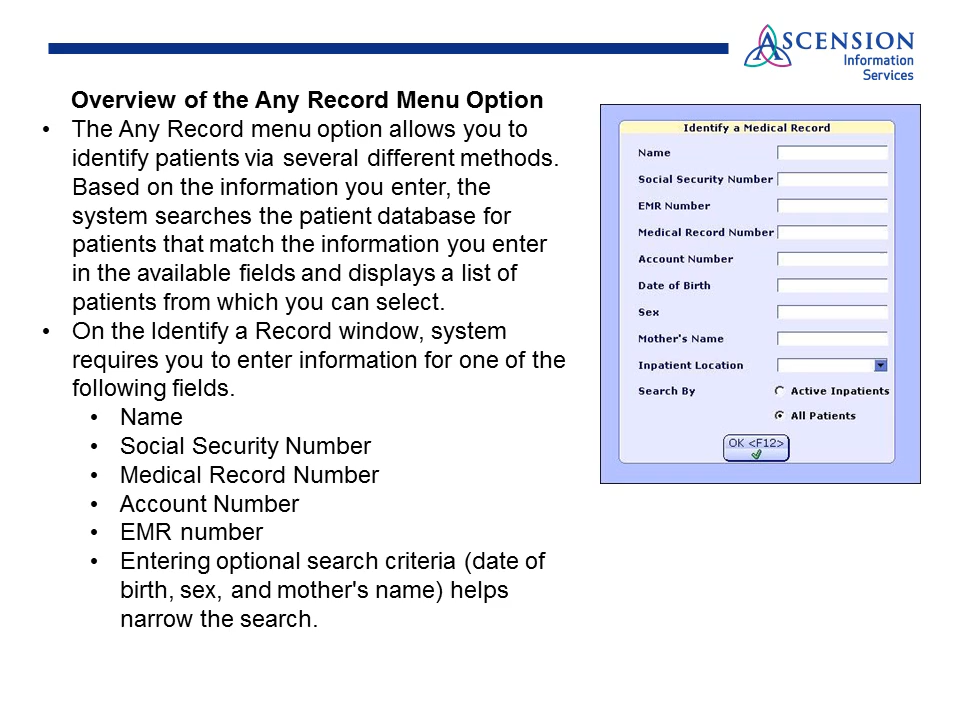 ASCENSION
Information
Services
Overview of the Any Record Menu Option
• The Any Record menu option allows you to
identify patients via several different methods.
Based on the information you enter, the
system searches the patient database for
patients that match the information you enter
in the available fields and displays a list of
patients from which you can select.
• On the Identify a Record window, system
requires you to enter information for one of the
following fields.
• Name
• Social Security Number
• Medical Record Number
• Account Number
• EMR number
• Entering optional search criteria (date of
birth, sex, and mother's name) helps
narrow the search.
Identify a Medical Record
Name
Social Security Number
EMR Number
Medical Record Number
Account Number
Date of Birth
Sex
Mother's Name
Inpatient Location
Search By Active Inpatients
All Patients
OK <F12>